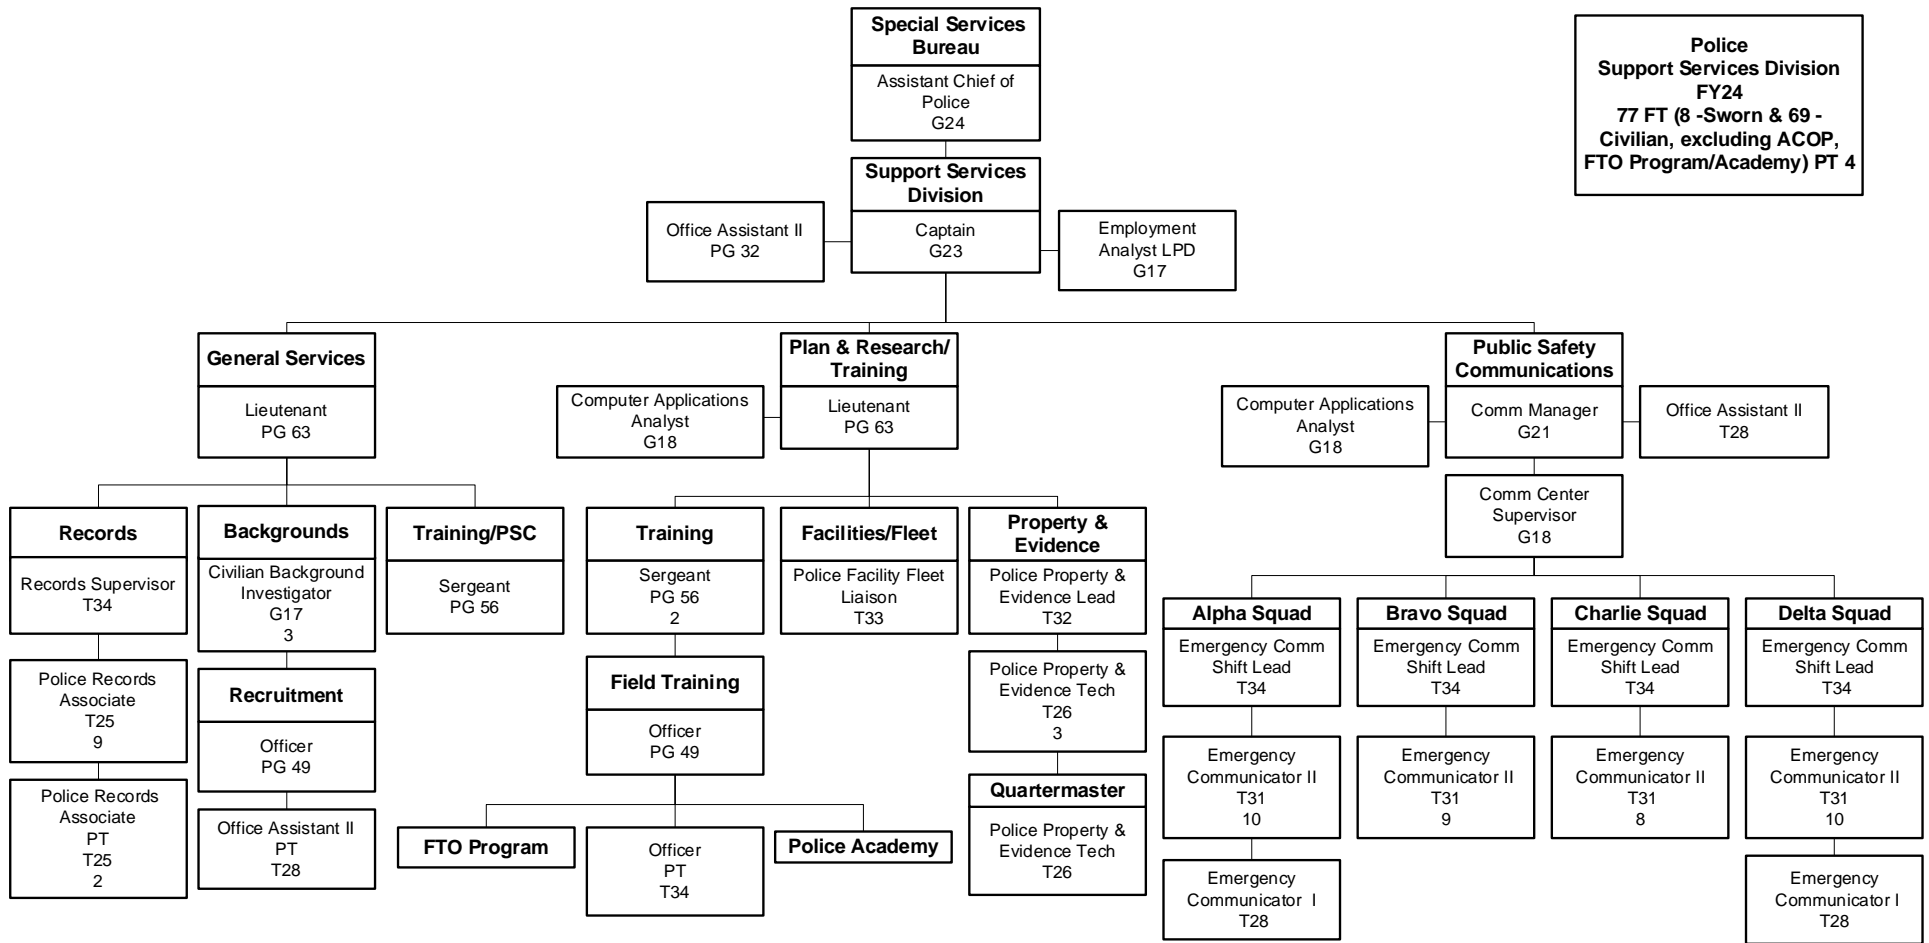 Special Services
Bureau
Assistant Chief of
Police
G24
Police
Support Services Division
FY24
77 FT (8 -Sworn & 69 -
Civilian, excluding ACOP,
FTO Program/Academy) PT 4
Support Services
Division
Captain
G23
Office Assistant II
PG 32
Employment
Analyst LPD
G17
General Services
Lieutenant
PG 63
Plan & Research/
Training
Lieutenant
PG 63
Computer Applications
Analyst
G18
Public Safety
Communications
Comm Manager
G21
Computer Applications
Analyst
G18
Office Assistant II
T28
Comm Center
Supervisor
G18
Records
Records Supervisor
T34
Police Records
Associate
T25
9
Police Records
Associate
PT
T25
2
Backgrounds
Civilian Background
Investigator
G17
3
Recruitment
Officer
PG 49
Office Assistant II
PT
T28
Training/PSC
Sergeant
PG 56
Training
Sergeant
PG 56
2
Field Training
Officer
PG 49
FTO Program
Officer
PT
T34
Police Academy
Facilities/Fleet
Police Facility Fleet
Liaison
T33
Property &
Evidence
Police Property &
Evidence Lead
T32
Police Property &
Evidence Tech
T26
3
Quartermaster
Police Property &
Evidence Tech
T26
Alpha Squad
Emergency Comm
Shift Lead
T34
Emergency
Communicator II
T31
10
Emergency
Communicator I
T28
Bravo Squad
Emergency Comm
Shift Lead
T34
Emergency
Communicator II
T31
9
Charlie Squad
Emergency Comm
Shift Lead
T34
Emergency
Communicator II
T31
8
Delta Squad
Emergency Comm
Shift Lead
T34
Emergency
Communicator II
T31
10
Emergency
Communicator I
T28